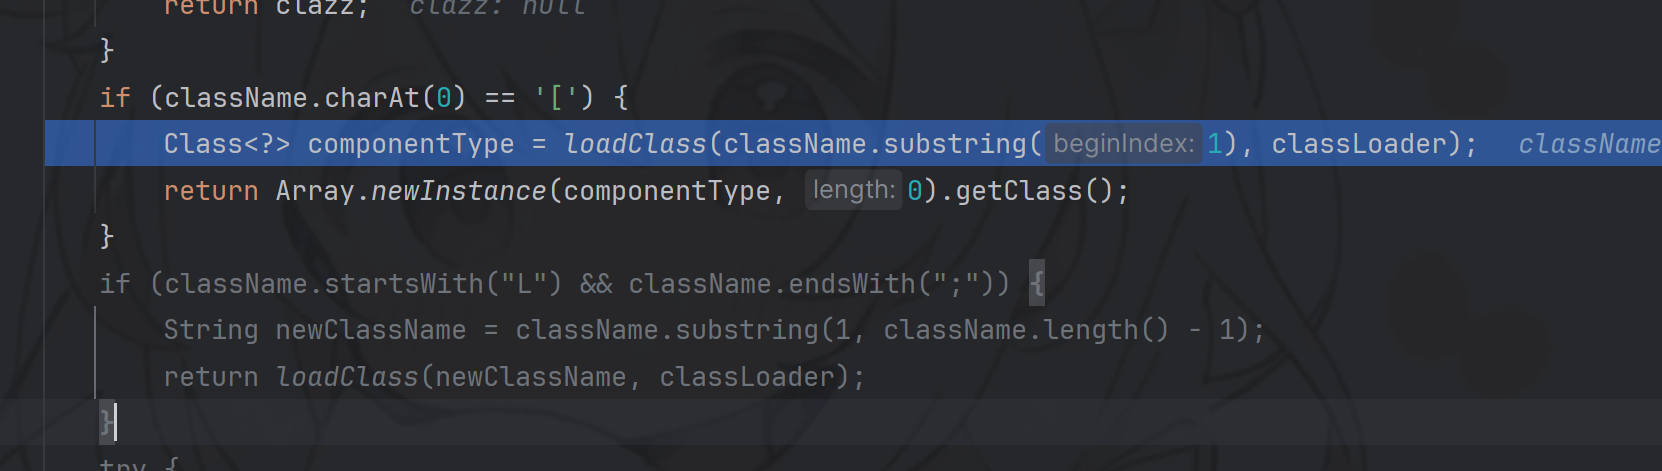 return clazz;   clazz: null
}
if (className.charAt(0) == '[') {
Class<?> componentType = loadClass(className.substring( beginIndex: 1), classLoader);   className
return Array.newInstance(componentType,  length: 0).getClass();
}
if (className.startsWith("L") && className.endsWith(";")) {
String newClassName = className.substring(1, className.length() - 1);
return loadClass(newClassName, classLoader);
}
try {